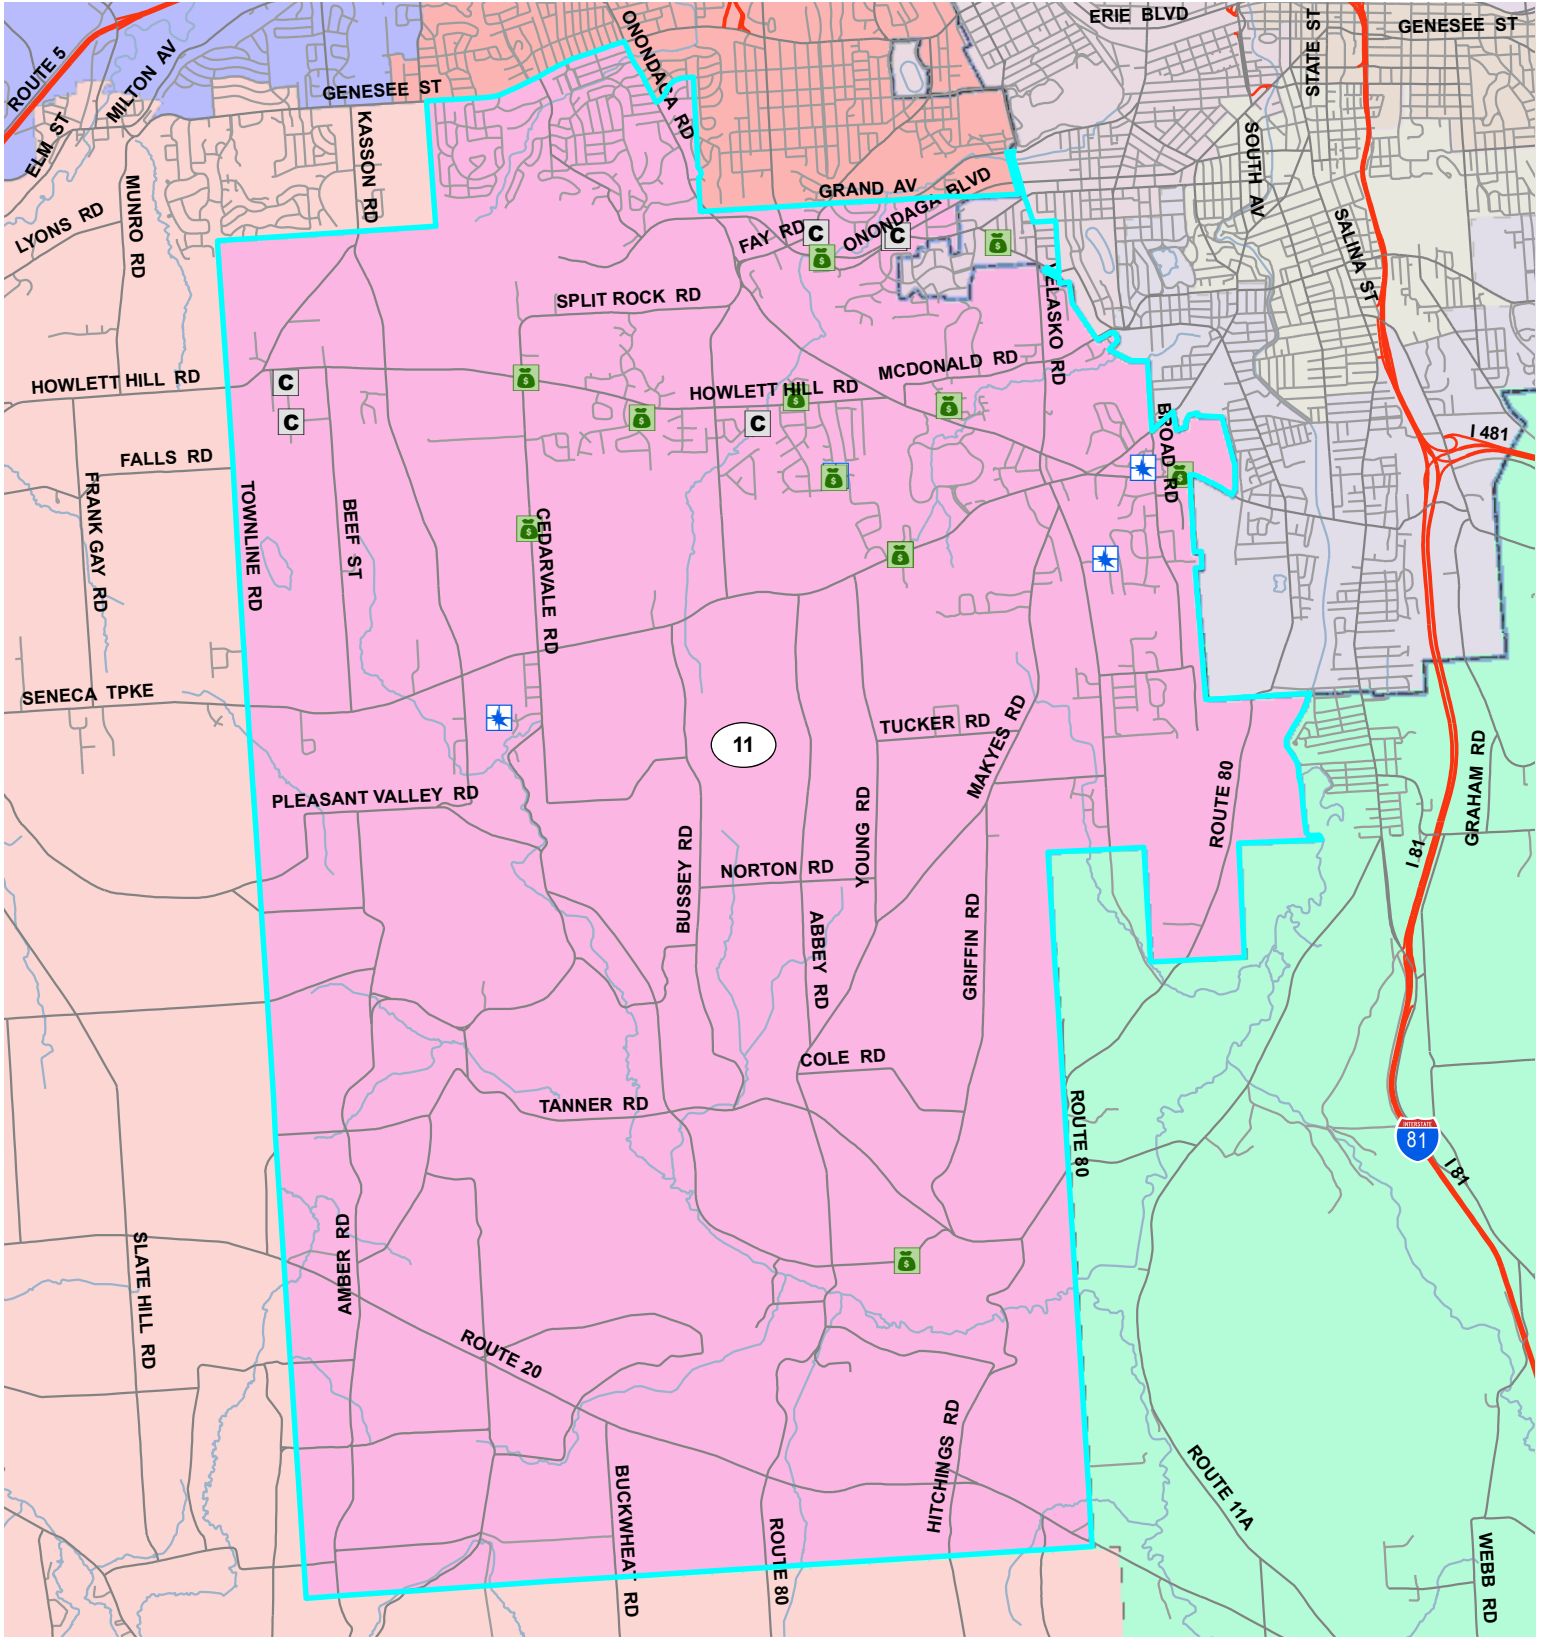 ERIE BLVD
STATE ST
GENESEE ST
ROUTE 5
MILTON AV
ONONDAGA RD
GENESEE ST
ELM ST
KASSON RD
SOUTH AV
MUNRO RD
LYONS RD
GRAND AV
ONONDAGA BLVD
FAY RD
C
C
SALINA ST
VELASKO RD
SPLIT ROCK RD
MCDONALD RD
HOWLETT HILL RD
C
HOWLETT HILL RD
C
C
BROAD RD
I 481
FALLS RD
FRANK GAY RD
TOWNLINE RD
BEEF ST
CEDARVALE RD
SENECA TPKE
TUCKER RD
MAKYES RD
11
GRAHAM RD
ROUTE 80
PLEASANT VALLEY RD
YOUNG RD
BUSSEY RD
NORTON RD
I 81
GRIFFIN RD
ABBEY RD
COLE RD
TANNER RD
ROUTE 80
INTERSTATE
81
I 81
SLATE HILL RD
AMBER RD
ROUTE 20
HITCHINGS RD
ROUTE 11A
BUCKWHEAT RD
ROUTE 80
WEBB RD